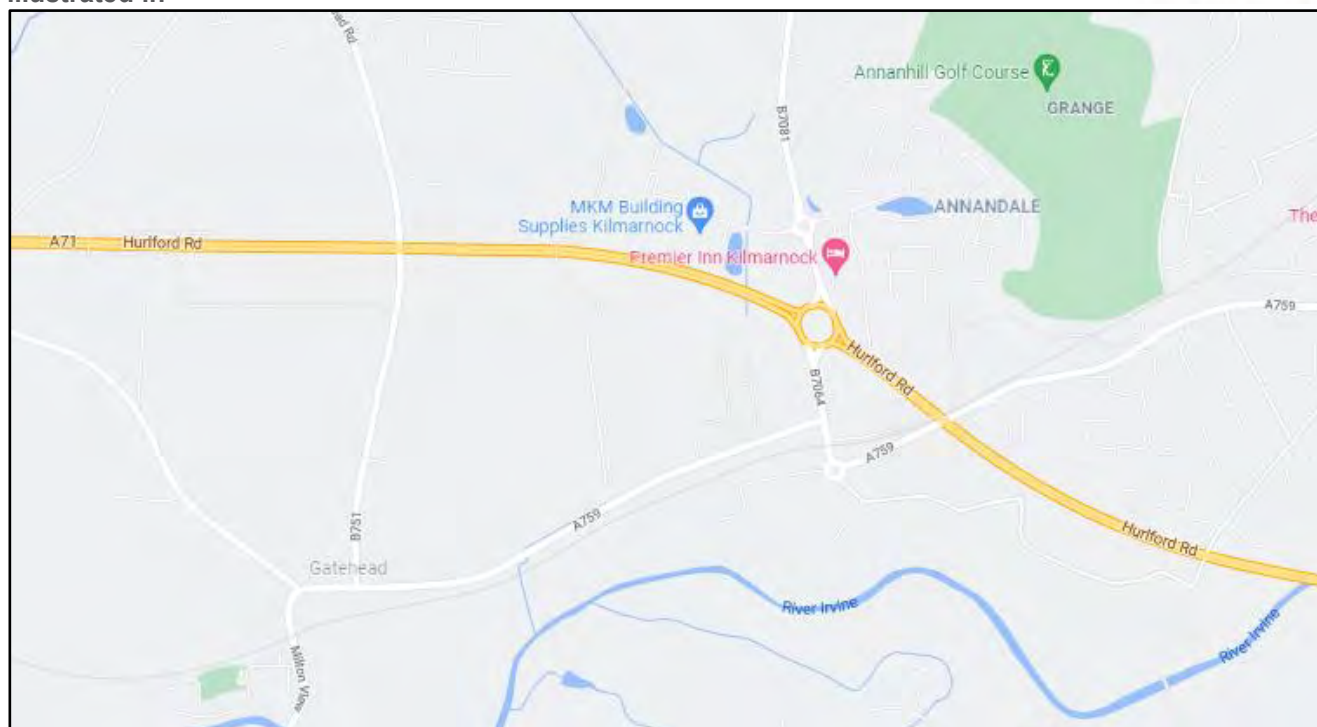 Annanhill Golf Course
GRANGE
B7081
MKM Building
Supplies Kilmarnock
ANNANDALE
The
A71
Hurlford Rd
Premier Inn Kilmarnock
A759
Hurlford Rd
B7064
A759
B751
A759
Hurlford Rd
Gatehead
River Irvine
River Irvine
Milton View